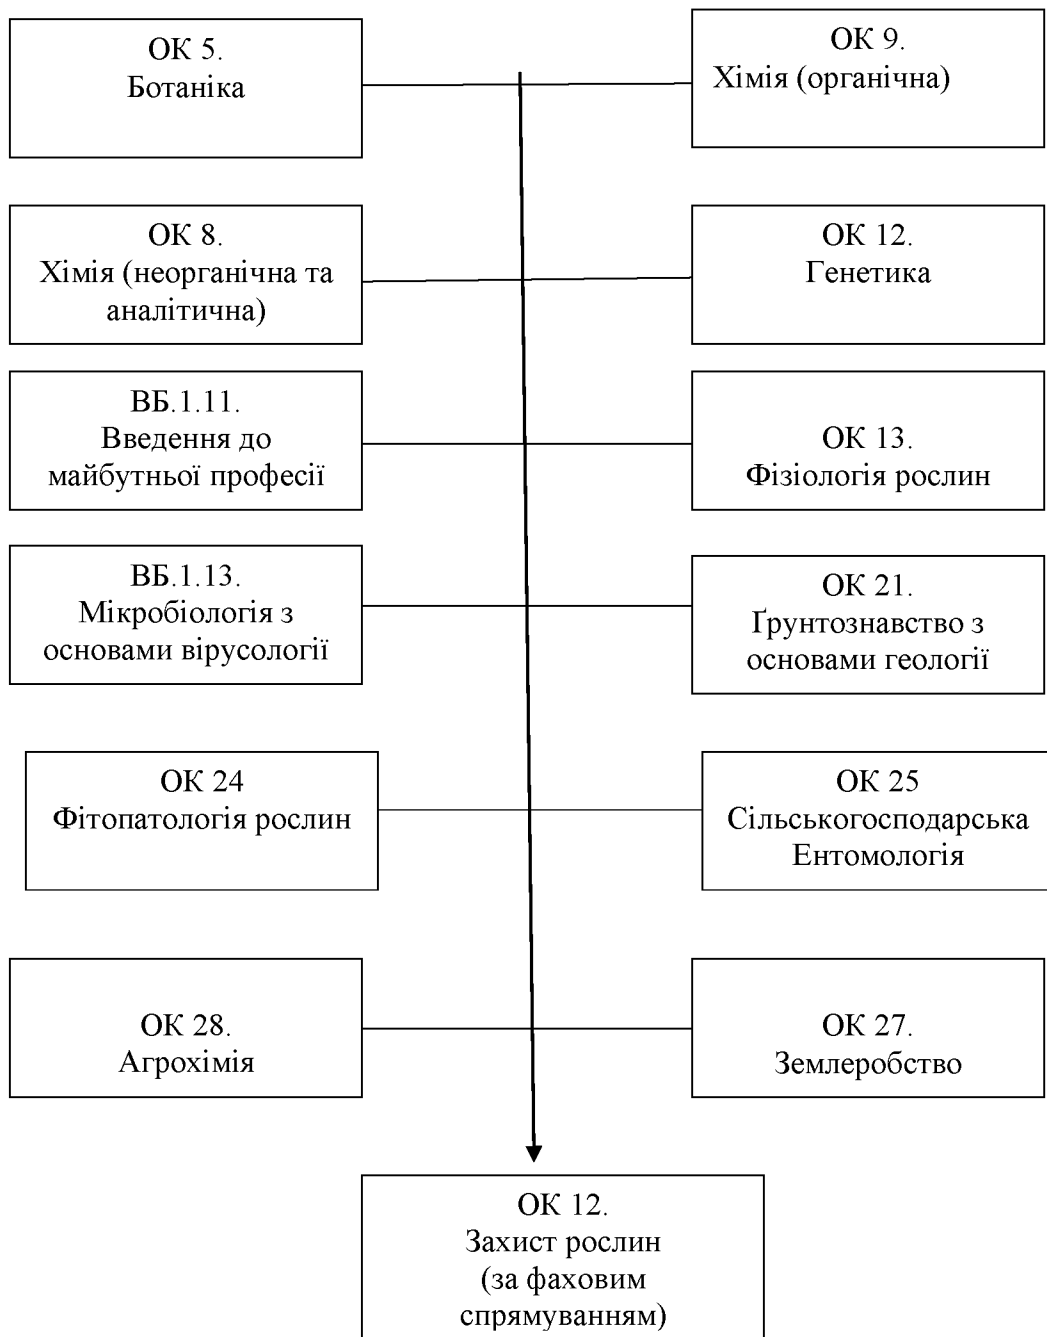 ОК 5.
Ботаніка
ОК 9.
Хімія (органічна)
ОК 8.
Хімія (неорганічна та
аналітична)
ОК 12.
Генетика
ВБ.1.11.
Введення до
майбутньої професії
ОК 13.
Фізіологія рослин
ВБ.1.13.
Мікробіологія з
основами вірусології
ОК 21.
Ґрунтознавство з
основами геології
ОК 24
Фітопатологія рослин
ОК 25
Сільськогосподарська
Ентомологія
ОК 28.
Агрохімія
ОК 27.
Землеробство
ОК 12.
Захист рослин
(за фаховим
спрямуванням)